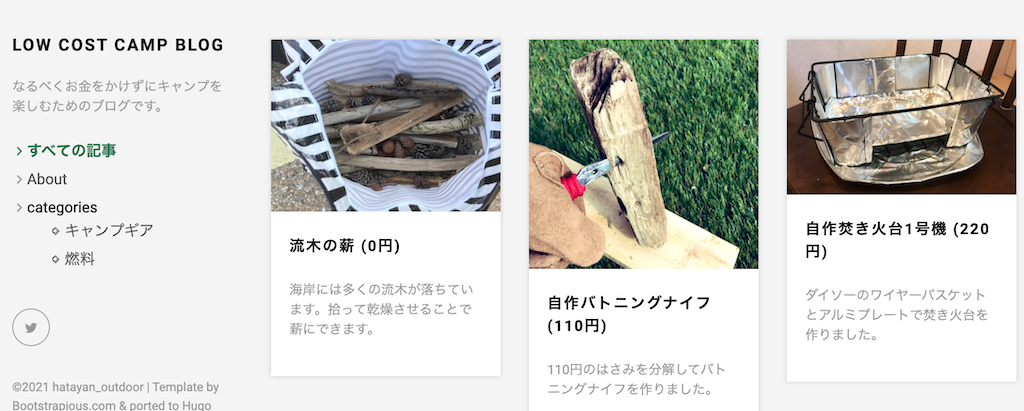 LOW COST CAMP BLOG
なるべくお金をかけずにキャンプを
楽しむためのブログです。
すべての記事
About
categories
キャンプギア
燃料
©2021 hatayan_outdoor | Template by
Bootstrapious.com & ported to Hugo
流木の薪 (0円)
海岸には多くの流木が落ちてい
ます。拾って乾燥させることで
薪にできます。
自作バトニングナイフ
(110円)
110円のはさみを分解してバト
ニングナイフを作りました。
自作焚き火台1号機 (220
円)
ダイソーのワイヤーバスケット
とアルミプレートで焚き火台を
作りました。